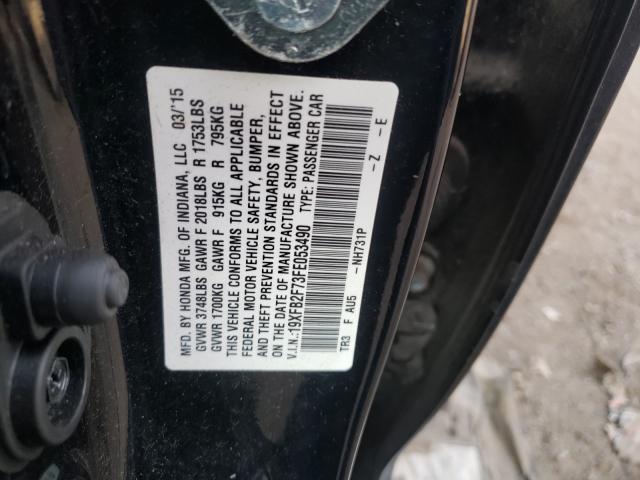 MFD. BY HONDA MFG. OF INDIANA, LLC 03/15
GVWR 3748LBS GAWR F 2018LBS R 1753LBS
GVWR 1700KG GAWR F 915KG R 795KG
THIS VEHICLE CONFORMS TO ALL APPLICABLE
FEDERAL MOTOR VEHICLE SAFETY, BUMPER,
AND THEFT PREVENTION STANDARDS IN EFFECT
ON THE DATE OF MANUFACTURE SHOWN ABOVE.
V.I.N.:19XFB2F73FE053490 TYPE: PASSENGER CAR
TR3 F AU5 -NH731P -Z -E